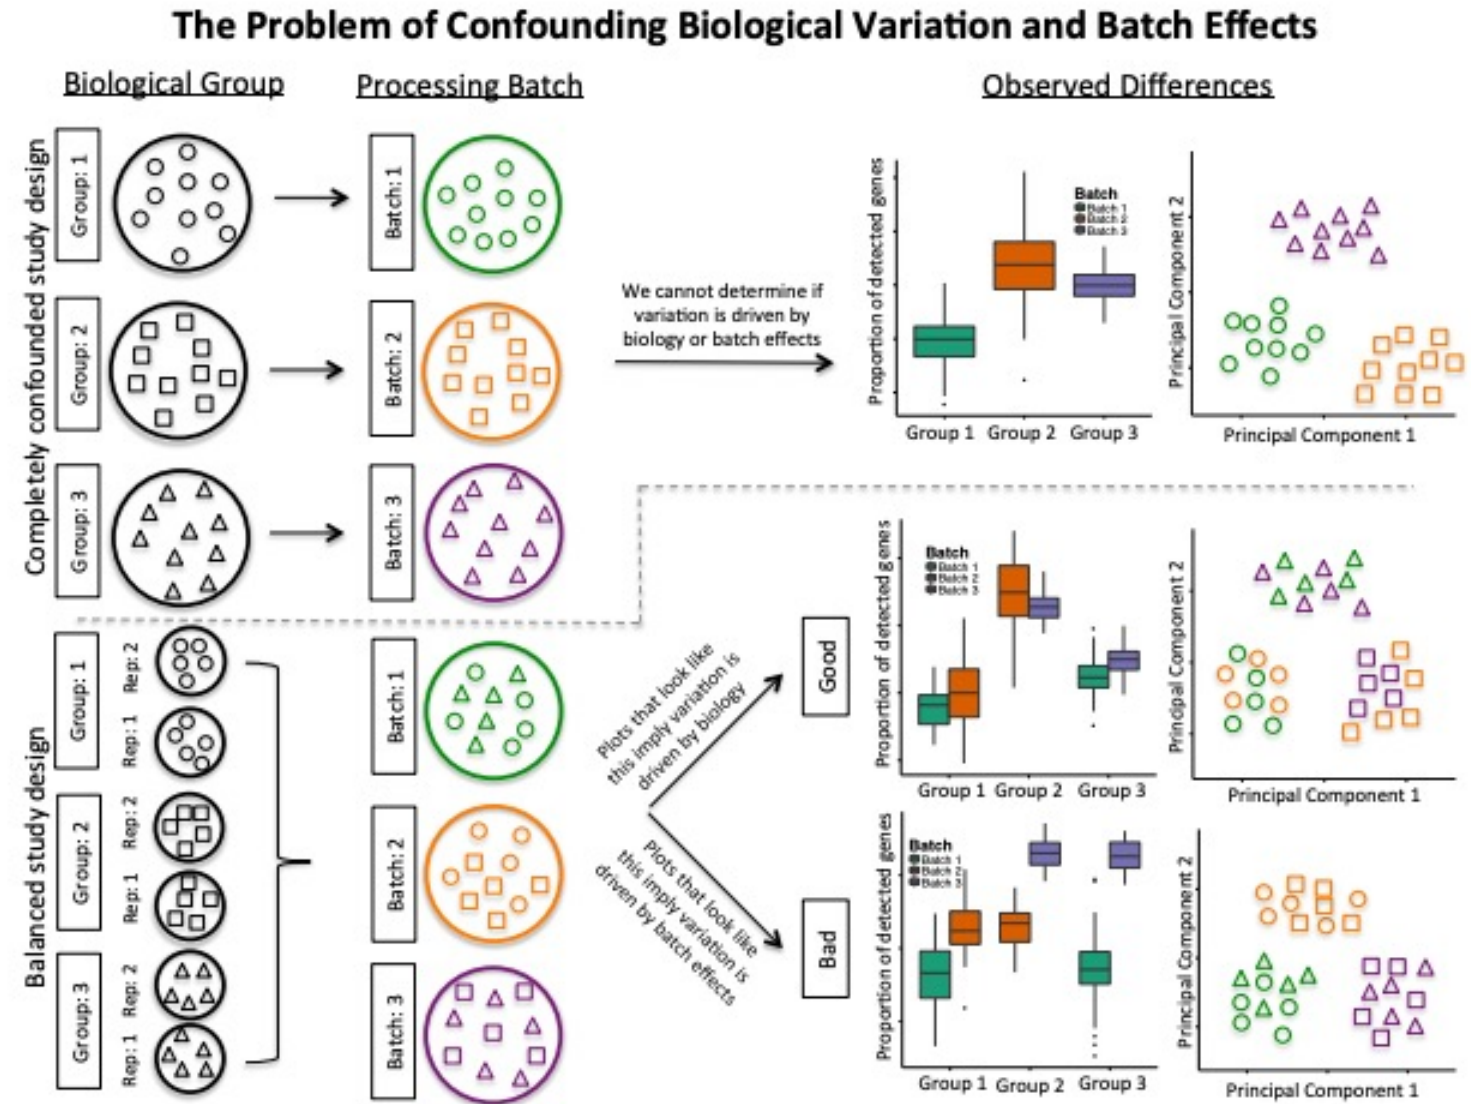 The Problem of Confounding Biological Variation and Batch Effects
Biological Group
Processing Batch
Observed Differences
Completely confounded study design
Group: 1
Batch: 1
Group: 2
Batch: 2
Group: 3
Batch: 3
We cannot determine if
variation is driven by
biology or batch effects
Proportion of detected genes
Batch
Batch 1
Batch 2
Batch 3
Group 1 Group 2 Group 3
Principal Component 2
Principal Component 1
Balanced study design
Group: 1
Rep: 2
Rep: 1
Group: 2
Rep: 2
Rep: 1
Group: 3
Rep: 2
Rep: 1
Batch: 1
Batch: 2
Batch: 3
Plots that look like
this imply variation is
driven by biology
Good
Proportion of detected genes
Batch
Batch 1
Batch 2
Batch 3
Group 1 Group 2 Group 3
Principal Component 2
Principal Component 1
Plots that look like
this imply variation is
driven by batch effects
Bad
Proportion of detected genes
Batch
Batch 1
Batch 2
Batch 3
Group 1 Group 2 Group 3
Principal Component 2
Principal Component 1